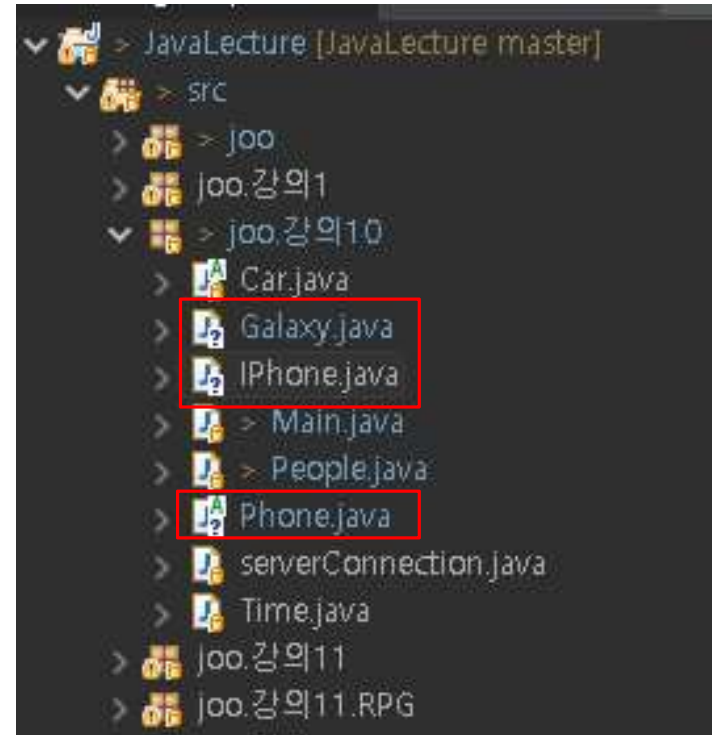 > JavaLecture [JavaLecture master]
> src
> joo
joo.강의1
> joo.강의10
Car.java
Galaxy.java
IPhone.java
> Main.java
> People.java
Phone.java
serverConnection.java
Time.java
joo.강의11
joo.강의11.RPG